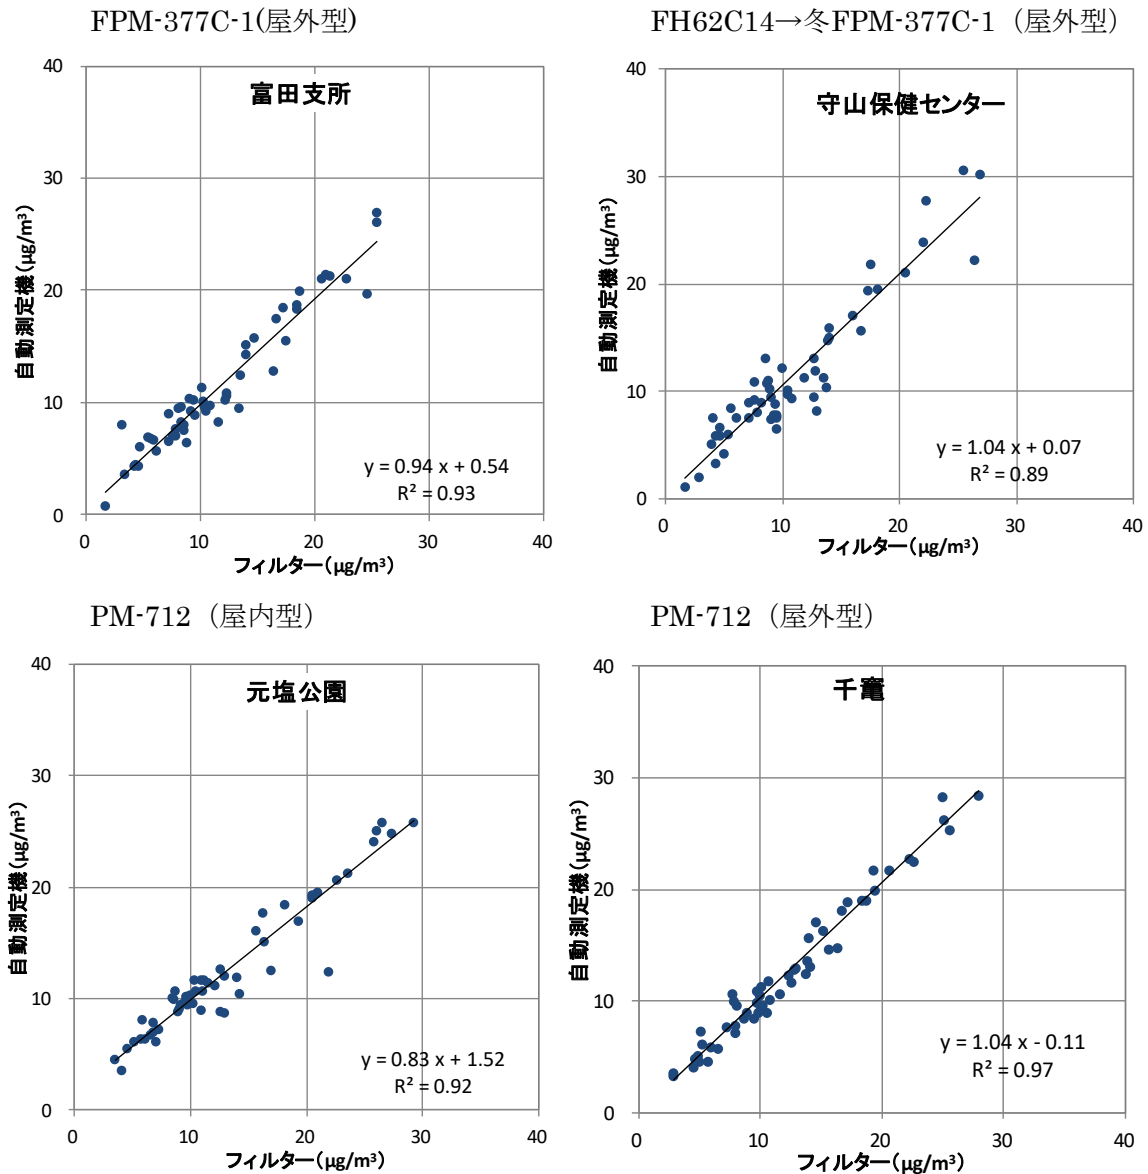 FPM-377C-1(屋外型)
富田支所
40
30
20
10
0
自動測定機(μg/m³)
y = 0.94 x + 0.54
R² = 0.93
0 10 20 30 40
フィルター(μg/m³)
FH62C14→冬FPM-377C-1（屋外型）
守山保健センター
40
30
20
10
0
自動測定機(μg/m³)
y = 1.04 x + 0.07
R² = 0.89
0 10 20 30 40
フィルター(μg/m³)
PM-712（屋内型）
元塩公園
40
30
20
10
0
自動測定機(μg/m³)
y = 0.83 x + 1.52
R² = 0.92
0 10 20 30 40
フィルター(μg/m³)
PM-712（屋外型）
千竈
40
30
20
10
0
自動測定機(μg/m³)
y = 1.04 x - 0.11
R² = 0.97
0 10 20 30 40
フィルター(μg/m³)